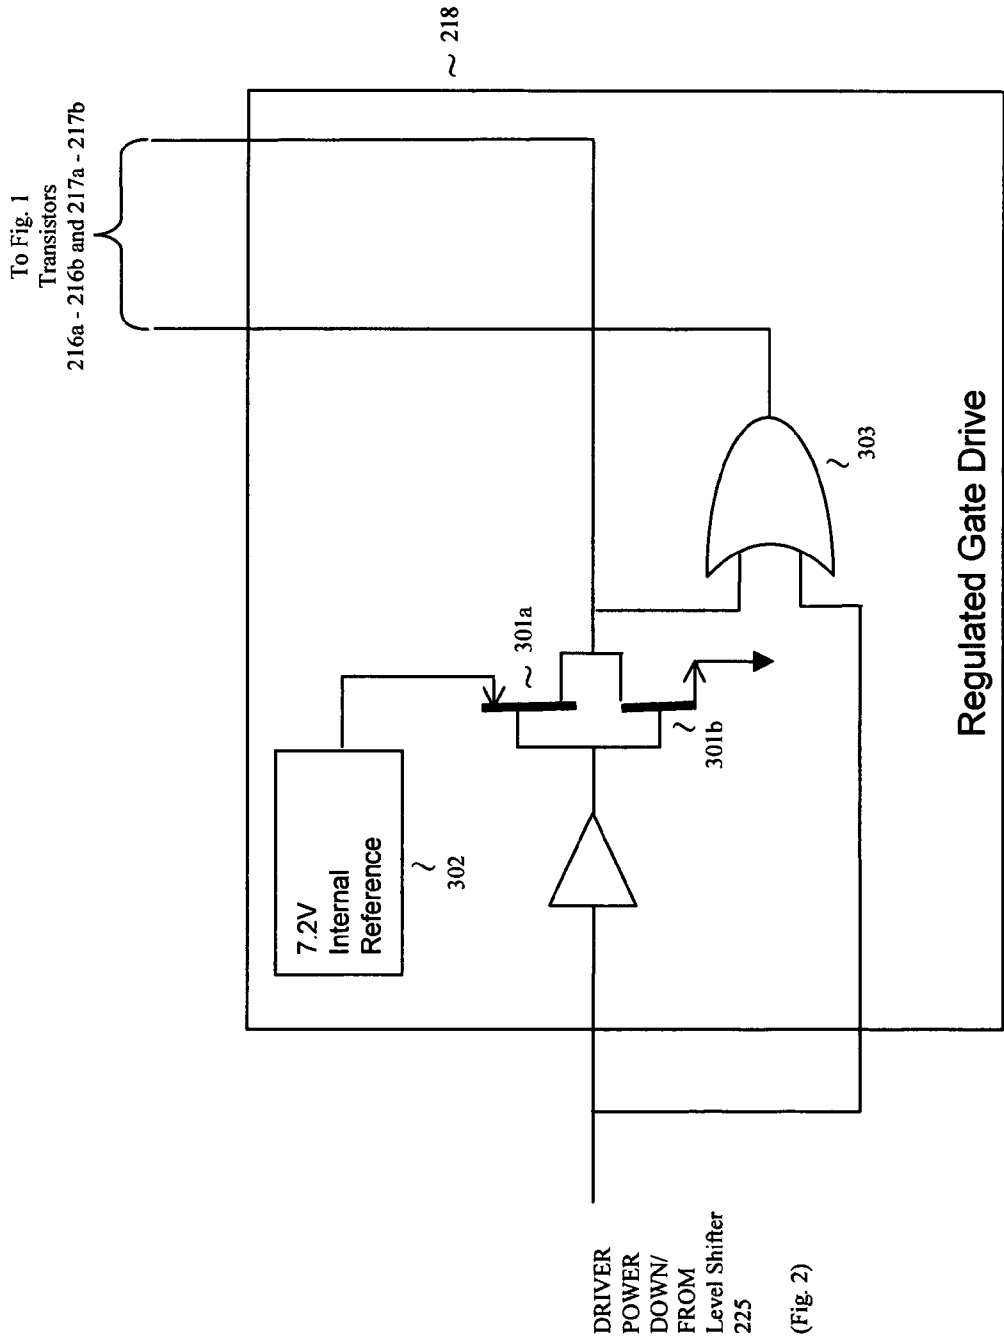 To Fig. 1
Transistors
216a - 216b and 217a - 217b
~ 218
7.2V
Internal
Reference
~ 302
~ 301a
~ 301b
~ 303
DRIVER
POWER
DOWN/
FROM
Level Shifter
225
(Fig. 2)
Regulated Gate Drive